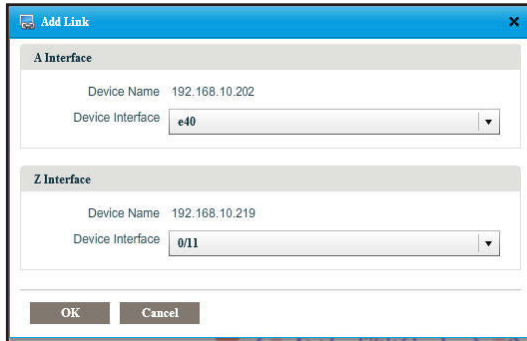 Add Link
A Interface
Device Name 192.168.10.202
Device Interface e40
Z Interface
Device Name 192.168.10.219
Device Interface 0/11
OK Cancel